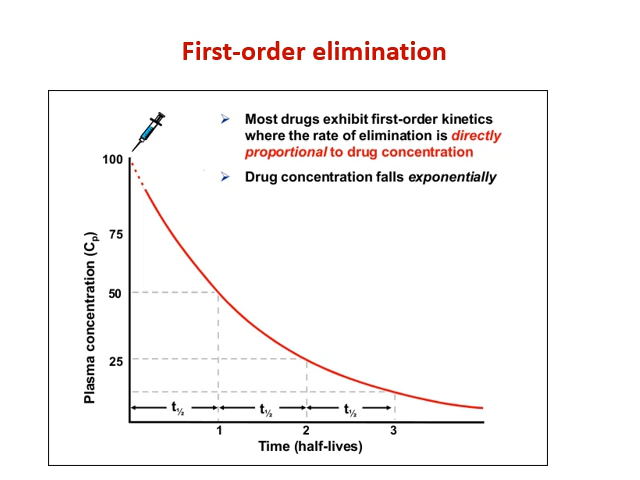 First-order elimination
Most drugs exhibit first-order kinetics
where the rate of elimination is directly
proportional to drug concentration
Drug concentration falls exponentially
100
75
50
25
Plasma concentration (Cp)
t½
t½
t½
1
2
3
Time (half-lives)